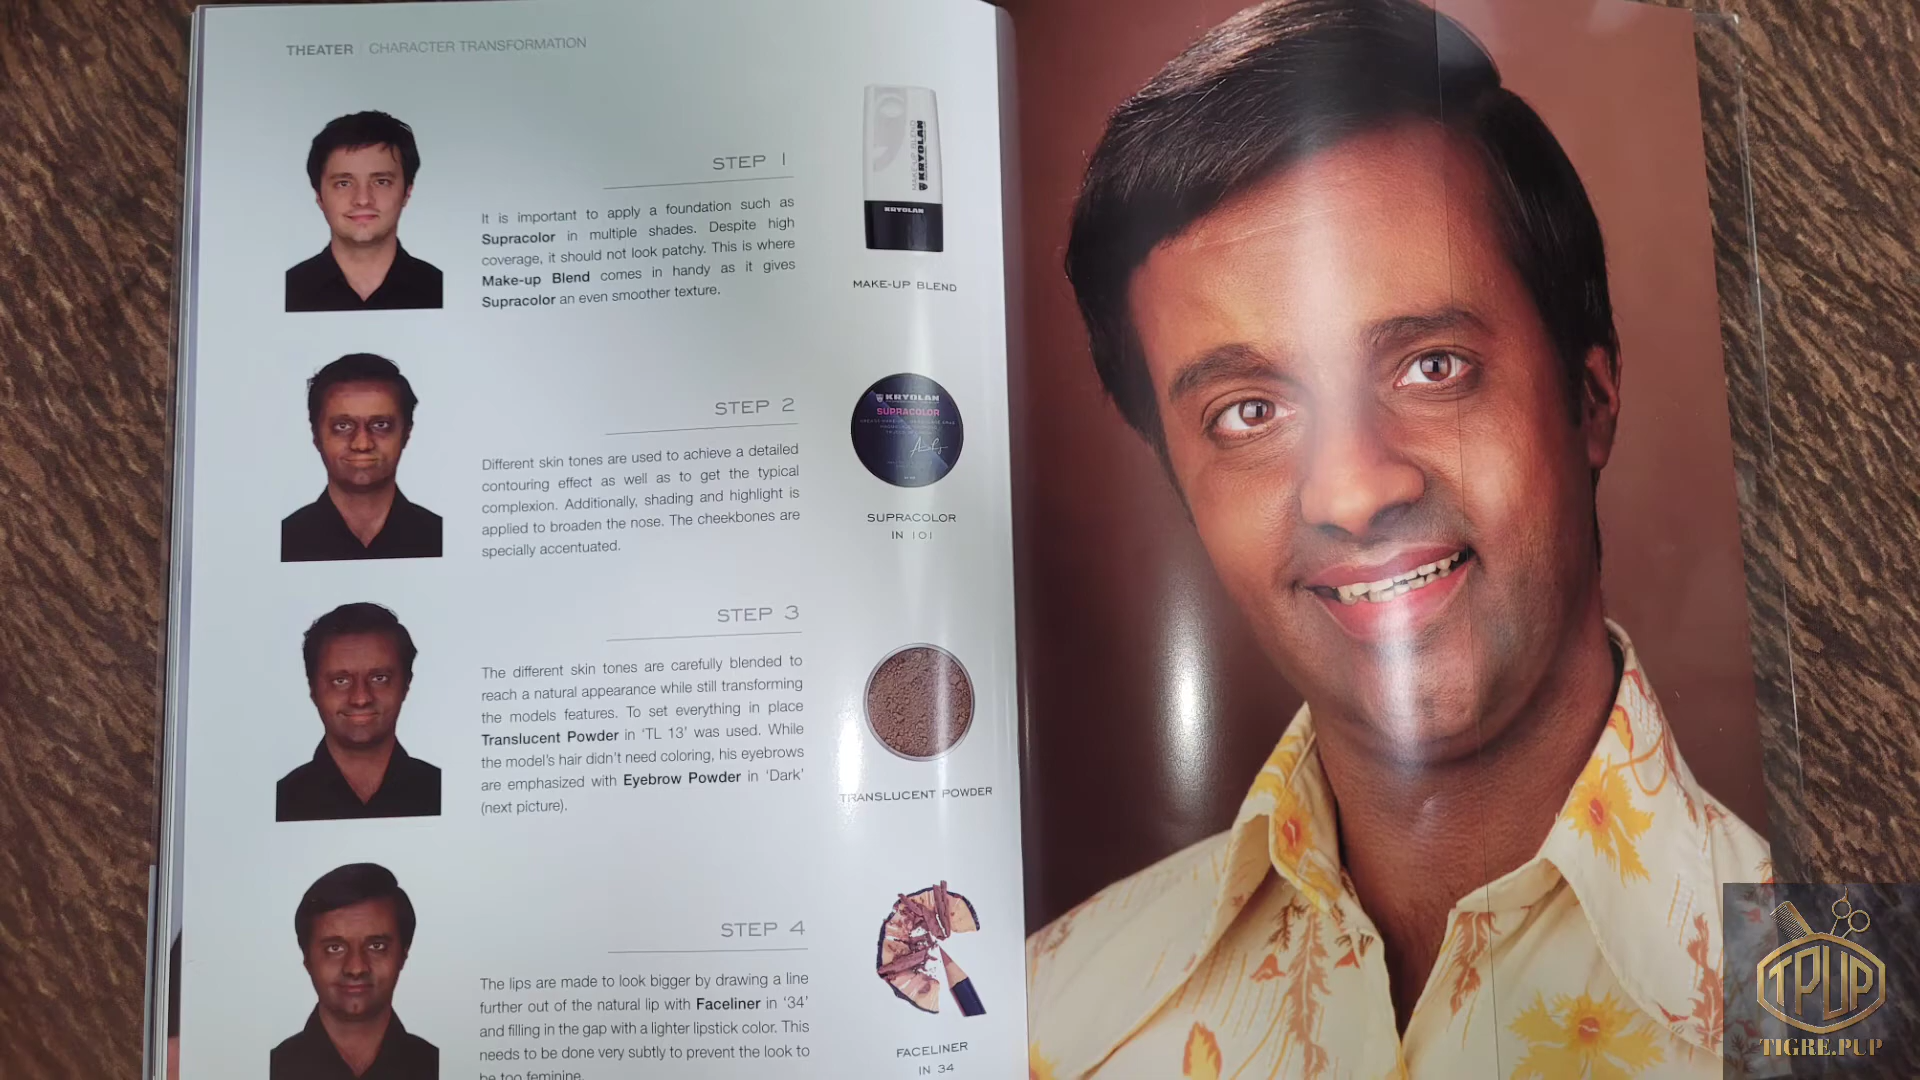 THEATER | CHARACTER TRANSFORMATION
STEP 1
It is important to apply a foundation such as
Supracolor in multiple shades. Despite high
coverage, it should not look patchy. This is where
Make-up Blend comes in handy as it gives
Supracolor an even smoother texture.
MAKE-UP BLEND
KRYOLAN
KRYOLAN
MAKE-UP BLEND
STEP 2
Different skin tones are used to achieve a detailed
contouring effect as well as to get the typical
complexion. Additionally, shading and highlight is
applied to broaden the nose. The cheekbones are
specially accentuated.
KRYOLAN
SUPRACOLOR
SUPRACOLOR
IN 101
STEP 3
The different skin tones are carefully blended to
reach a natural appearance while still transforming
the models features. To set everything in place
Translucent Powder in ‘TL 13’ was used. While
the model’s hair didn’t need coloring, his eyebrows
are emphasized with Eyebrow Powder in ‘Dark’
(next picture).
TRANSLUCENT POWDER
STEP 4
The lips are made to look bigger by drawing a line
further out of the natural lip with Faceliner in ‘34’
and filling in the gap with a lighter lipstick color. This
needs to be done very subtly to prevent the look to
be too feminine.
FACELINER
IN 34
TPUP
TIGRE.PUP